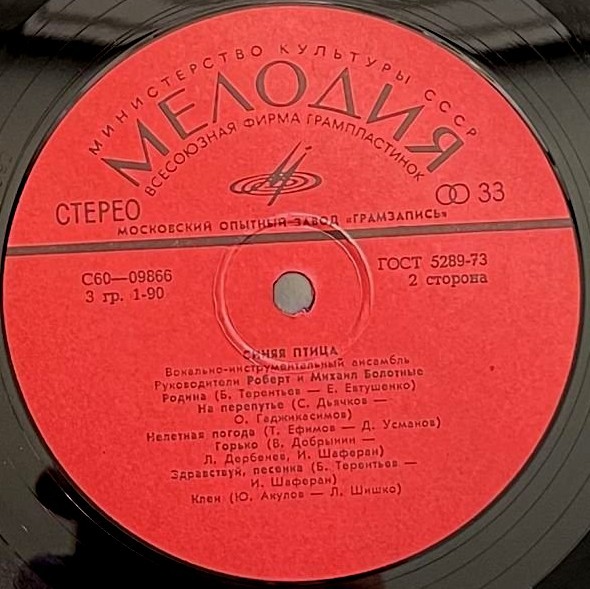 МИНИСТЕРСТВО КУЛЬТУРЫ СССР
МЕЛОДИЯ
ВСЕСОЮЗНАЯ ФИРМА ГРАМПЛАСТИНОК
СТЕРЕО
33
МОСКОВСКИЙ ОПЫТНЫЙ ЗАВОД «ГРАМЗАПИСЬ»
С60—09866
3 гр. 1-90
ГОСТ 5289-73
2 сторона
СИНЯЯ ПТИЦА
Вокально-инструментальный ансамбль
Руководители Роберт и Михаил Болотные
Родина (Б. Терентьев — Е. Евтушенко)
На перепутье (С. Дьячков —
О. Гаджикасимов)
Нелетная погода (Т. Ефимов — Д. Усманов)
Горько (В. Добрынин —
Л. Дербенев, И. Шаферан)
Здравствуй, песенка (Б. Терентьев —
И. Шаферан)
Клен (Ю. Акулов — Л. Шишко)